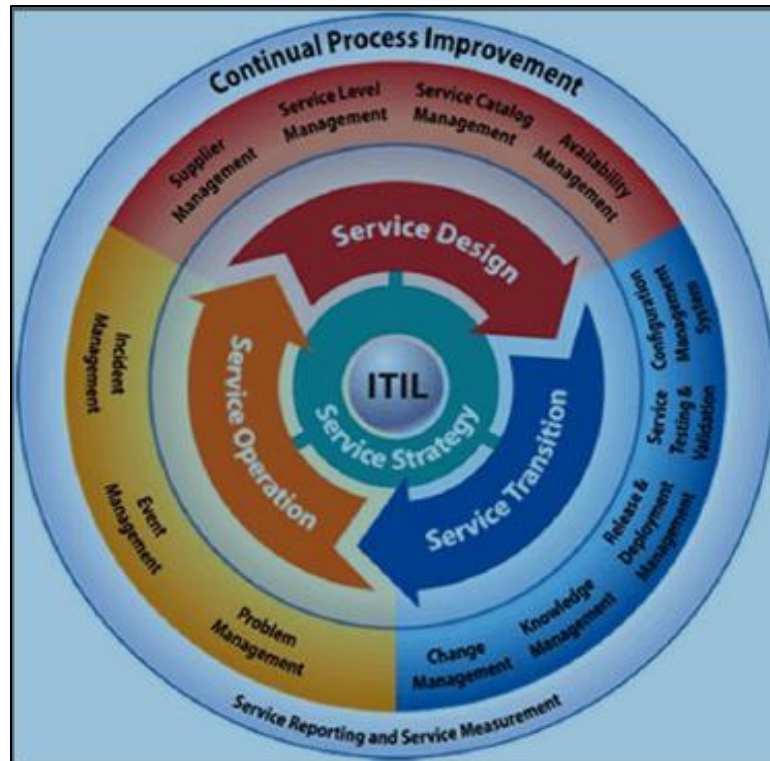 Continual Process Improvement
Supplier
Management
Service Level
Management
Service Catalog
Management
Availability
Management
Configuration
Management
System
Service
Testing &
Validation
Release &
Deployment
Management
Knowledge
Management
Change
Management
Problem
Management
Event
Management
Incident
Management
Service Design
Service Transition
Service Operation
Service Strategy
ITIL
Service Reporting and Service Measurement